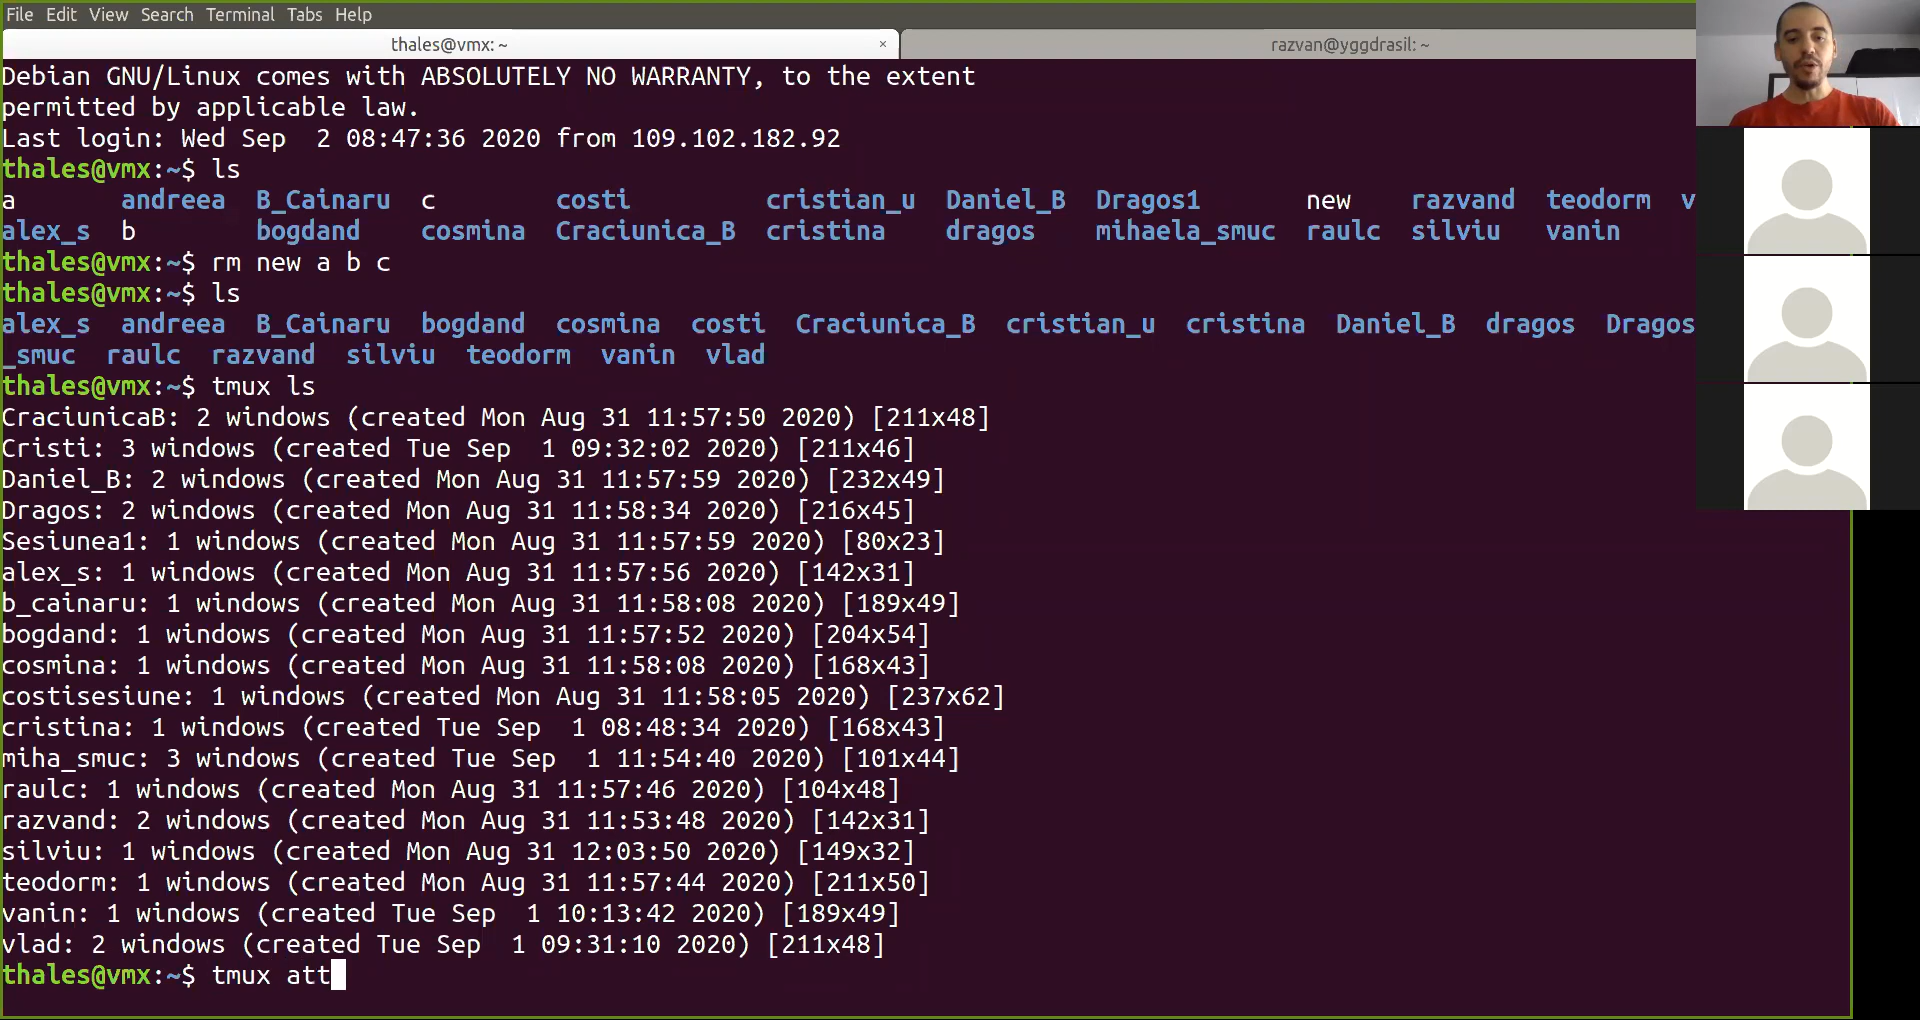 File Edit View Search Terminal Tabs Help
thales@vmx: ~ × razvan@yggdrasil: ~
Debian GNU/Linux comes with ABSOLUTELY NO WARRANTY, to the extent
permitted by applicable law.
Last login: Wed Sep  2 08:47:36 2020 from 109.102.182.92
thales@vmx:~$ ls
a andreea B_Cainaru c costi cristian_u Daniel_B Dragos1 new razvand teodorm v
alex_s b bogdand cosmina Craciunica_B cristina dragos mihaela_smuc raulc silviu vanin
thales@vmx:~$ rm new a b c
thales@vmx:~$ ls
alex_s andreea B_Cainaru bogdand cosmina costi Craciunica_B cristian_u cristina Daniel_B dragos Dragos
_smuc raulc razvand silviu teodorm vanin vlad
thales@vmx:~$ tmux ls
CraciunicaB: 2 windows (created Mon Aug 31 11:57:50 2020) [211x48]
Cristi: 3 windows (created Tue Sep  1 09:32:02 2020) [211x46]
Daniel_B: 2 windows (created Mon Aug 31 11:57:59 2020) [232x49]
Dragos: 2 windows (created Mon Aug 31 11:58:34 2020) [216x45]
Sesiunea1: 1 windows (created Mon Aug 31 11:57:59 2020) [80x23]
alex_s: 1 windows (created Mon Aug 31 11:57:56 2020) [142x31]
b_cainaru: 1 windows (created Mon Aug 31 11:58:08 2020) [189x49]
bogdand: 1 windows (created Mon Aug 31 11:57:52 2020) [204x54]
cosmina: 1 windows (created Mon Aug 31 11:58:08 2020) [168x43]
costisesiune: 1 windows (created Mon Aug 31 11:58:05 2020) [237x62]
cristina: 1 windows (created Tue Sep  1 08:48:34 2020) [168x43]
miha_smuc: 3 windows (created Tue Sep  1 11:54:40 2020) [101x44]
raulc: 1 windows (created Mon Aug 31 11:57:46 2020) [104x48]
razvand: 2 windows (created Mon Aug 31 11:53:48 2020) [142x31]
silviu: 1 windows (created Mon Aug 31 12:03:50 2020) [149x32]
teodorm: 1 windows (created Mon Aug 31 11:57:44 2020) [211x50]
vanin: 1 windows (created Tue Sep  1 10:13:42 2020) [189x49]
vlad: 2 windows (created Tue Sep  1 09:31:10 2020) [211x48]
thales@vmx:~$ tmux att